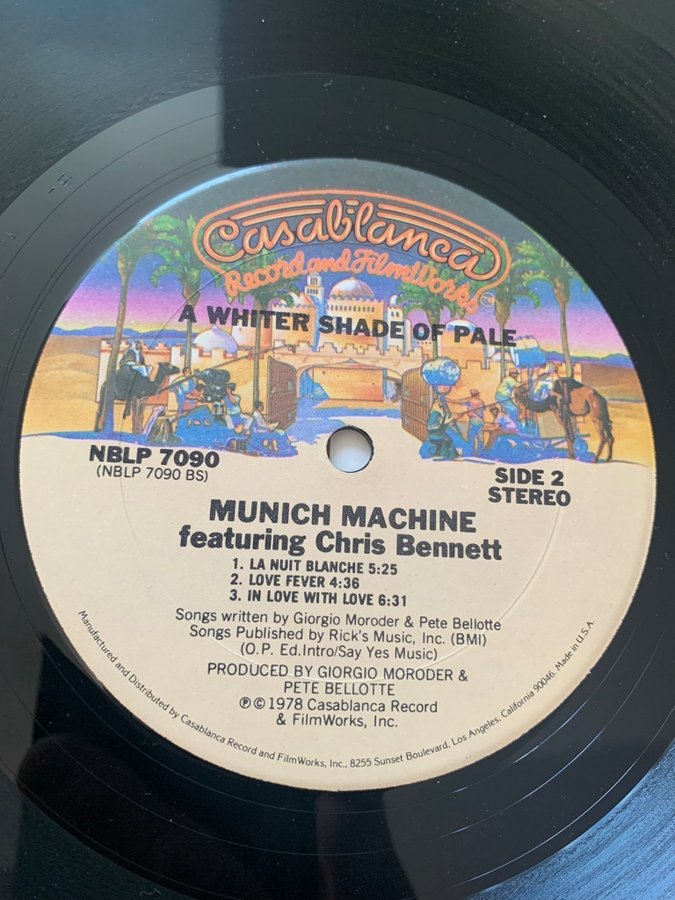 Casablanca
Record and FilmWorks
A WHITER SHADE OF PALE
NBLP 7090
(NBLP 7090 BS)
SIDE 2
STEREO
MUNICH MACHINE
featuring Chris Bennett
1. LA NUIT BLANCHE 5:25
2. LOVE FEVER 4:36
3. IN LOVE WITH LOVE 6:31
Songs written by Giorgio Moroder & Pete Bellotte
Songs Published by Rick's Music, Inc. (BMI)
(O.P. Ed.Intro/Say Yes Music)
PRODUCED BY GIORGIO MORODER &
PETE BELLOTTE
℗ © 1978 Casablanca Record
& FilmWorks, Inc.
Manufactured and Distributed by Casablanca Record and FilmWorks, Inc., 8255 Sunset Boulevard, Los Angeles, California 90046. Made in U.S.A.